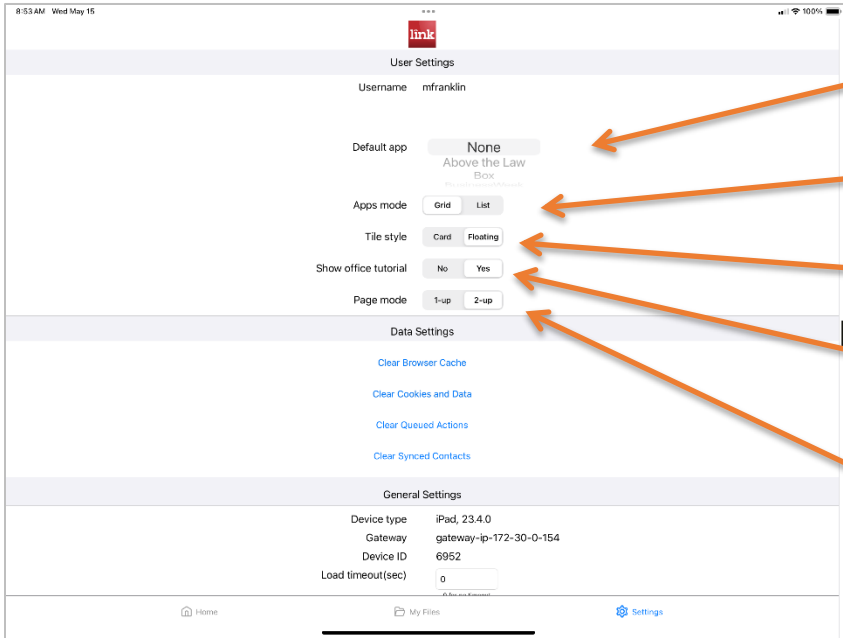 8:53 AM Wed May 15
100%
link
User Settings
Username mfranklin
Default app None
Above the Law
Box
Apps mode Grid List
Tile style Card Floating
Show office tutorial No Yes
Page mode 1-up 2-up
Data Settings
Clear Browser Cache
Clear Cookies and Data
Clear Queued Actions
Clear Synced Contacts
General Settings
Device type iPad, 23.4.0
Gateway gateway-ip-172-30-0-154
Device ID 6952
Load timeout(sec) 0
Home My Files Settings